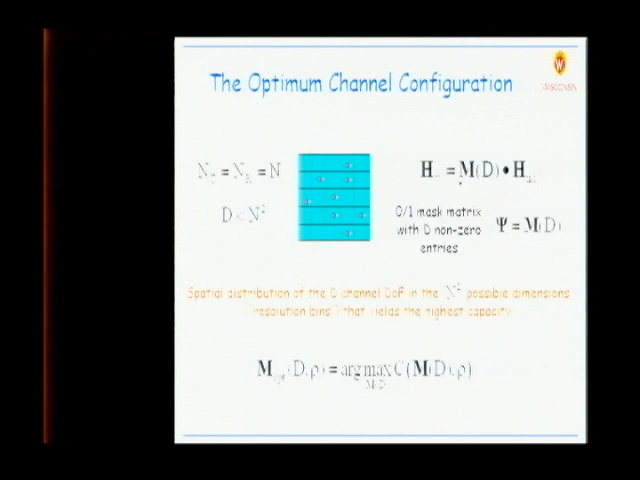 The Optimum Channel Configuration
WISCONSIN
N_T = N_R = N
D < N²
H = M(D) • H
0/1 mask matrix
with D non-zero
entries
Ψ = M(D)
Spatial distribution of the D channel DoF in the N² possible dimensions
(resolution bins) that yields the highest capacity
M_opt(D,ρ) = arg max C(M(D),ρ)
M(D)